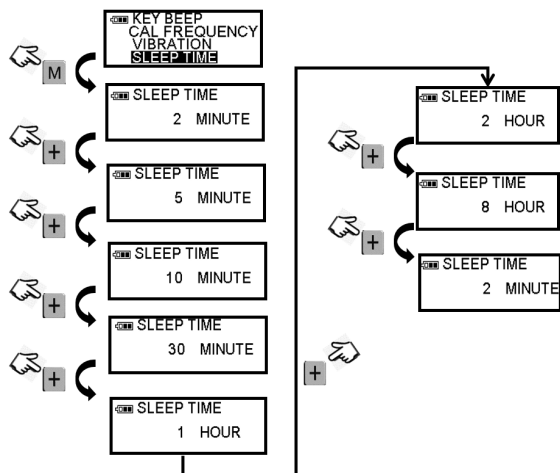 KEY BEEP
CAL FREQUENCY
VIBRATION
SLEEP TIME
M
SLEEP TIME
2 MINUTE
+
SLEEP TIME
5 MINUTE
+
SLEEP TIME
10 MINUTE
+
SLEEP TIME
30 MINUTE
+
SLEEP TIME
1 HOUR
+
SLEEP TIME
2 HOUR
+
SLEEP TIME
8 HOUR
+
SLEEP TIME
2 MINUTE